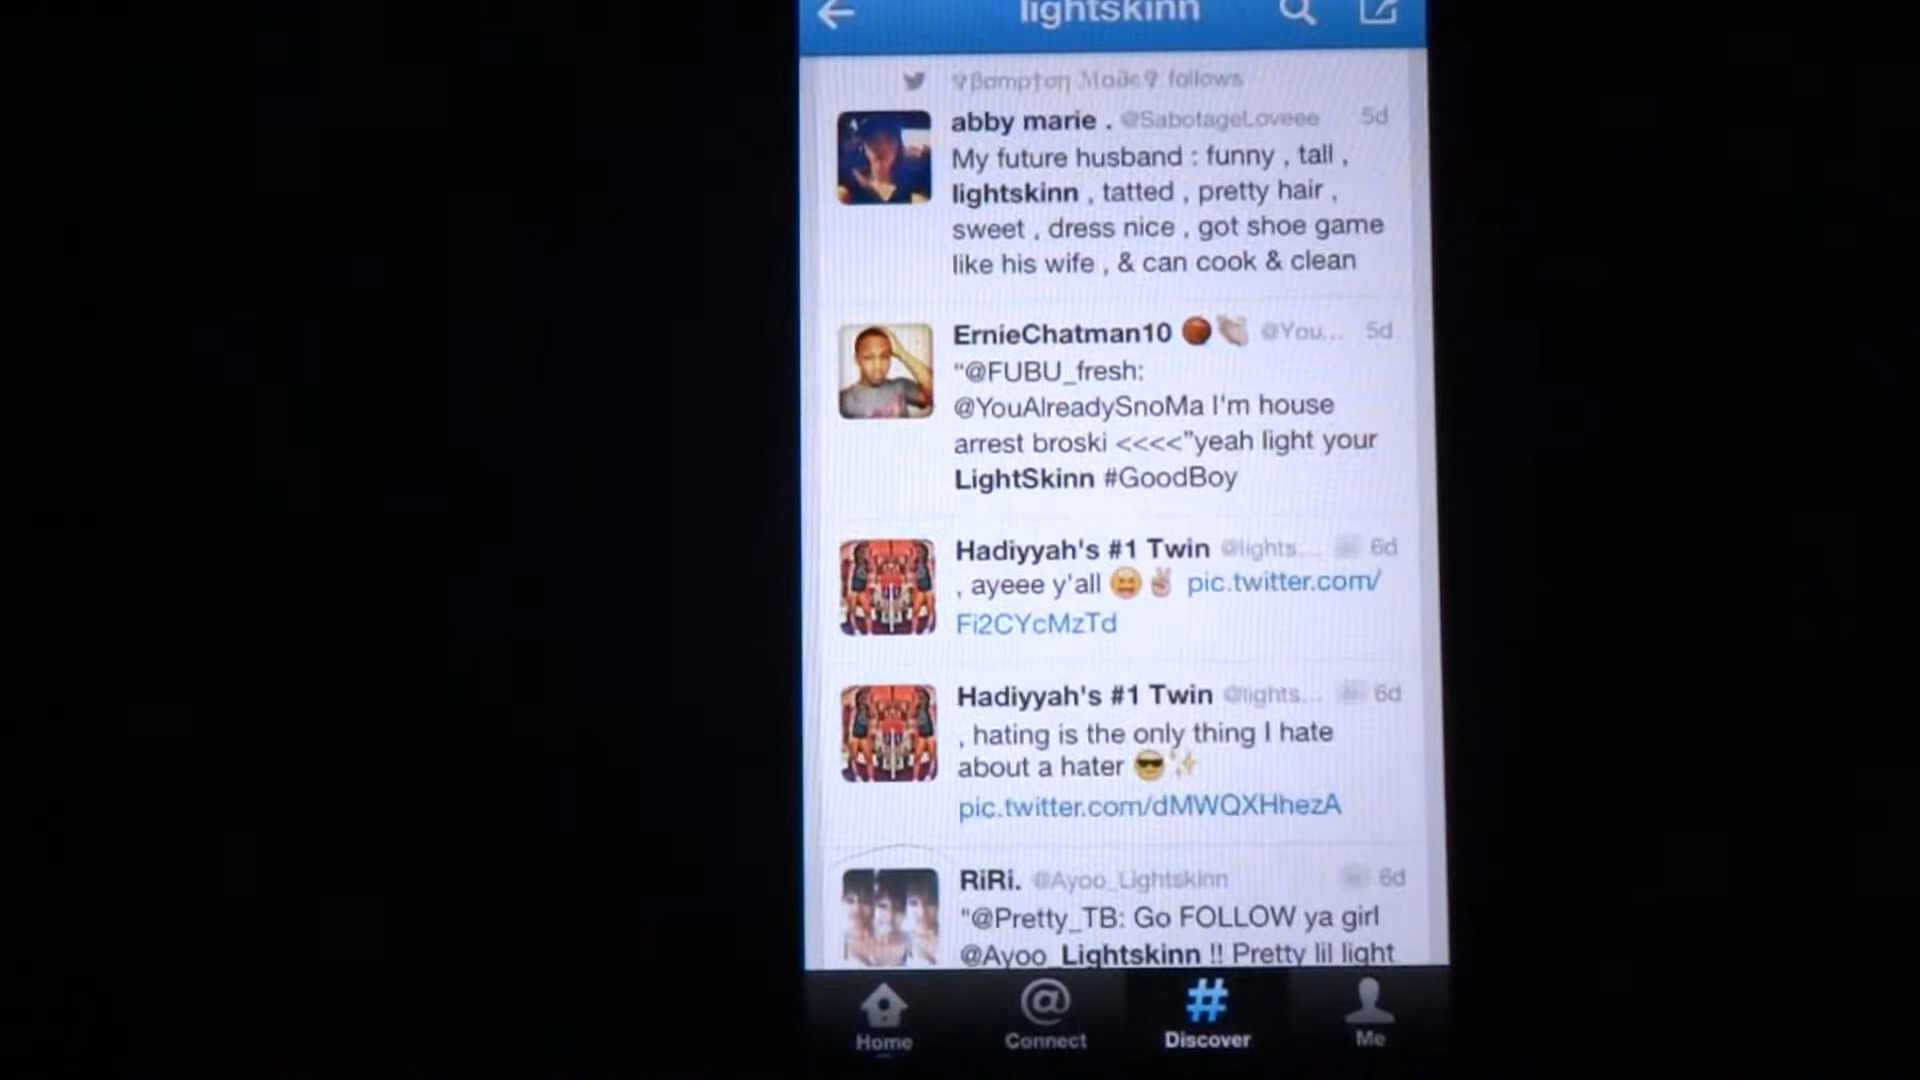 lightskinn
follows
abby marie . @SabotageLoveee 5d
My future husband : funny , tall ,
lightskinn , tatted , pretty hair ,
sweet , dress nice , got shoe game
like his wife , & can cook & clean
ErnieChatman10 🏀👏 @You... 5d
"@FUBU_fresh:
@YouAlreadySnoMa I'm house
arrest broski <<<<"yeah light your
LightSkinn #GoodBoy
Hadiyyah's #1 Twin @lights... 6d
, ayeee y'all 😝✌ pic.twitter.com/
Fi2CYcMzTd
Hadiyyah's #1 Twin @lights... 6d
, hating is the only thing I hate
about a hater 😎✨
pic.twitter.com/dMWQXHhezA
RiRi. @Ayoo_Lightskinn 6d
"@Pretty_TB: Go FOLLOW ya girl
@Ayoo_Lightskinn !! Pretty lil light
Home Connect Discover Me